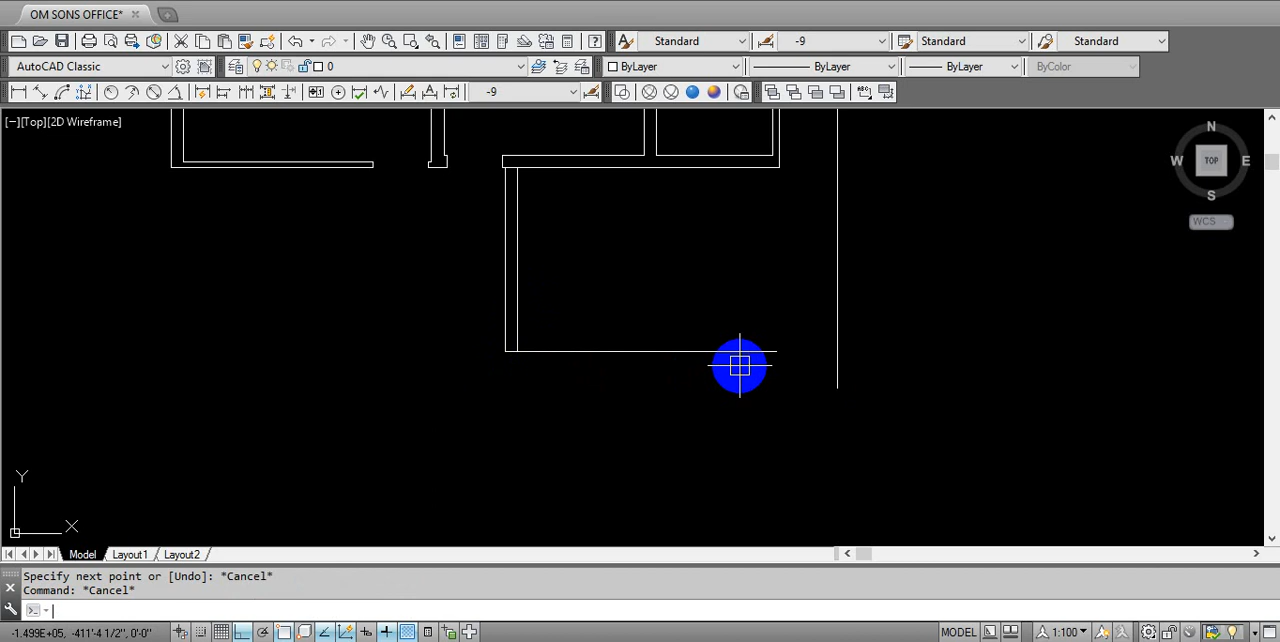 OM SONS OFFICE*
Standard -9 Standard Standard
AutoCAD Classic 0 ByLayer ByLayer ByLayer ByColor
-9
[−][Top][2D Wireframe]
N
W TOP E
S
WCS
Y
X
Model Layout1 Layout2
Specify next point or [Undo]: *Cancel*
Command: *Cancel*
-1.499E+05, -411'-4 1/2", 0'-0" MODEL 1:100